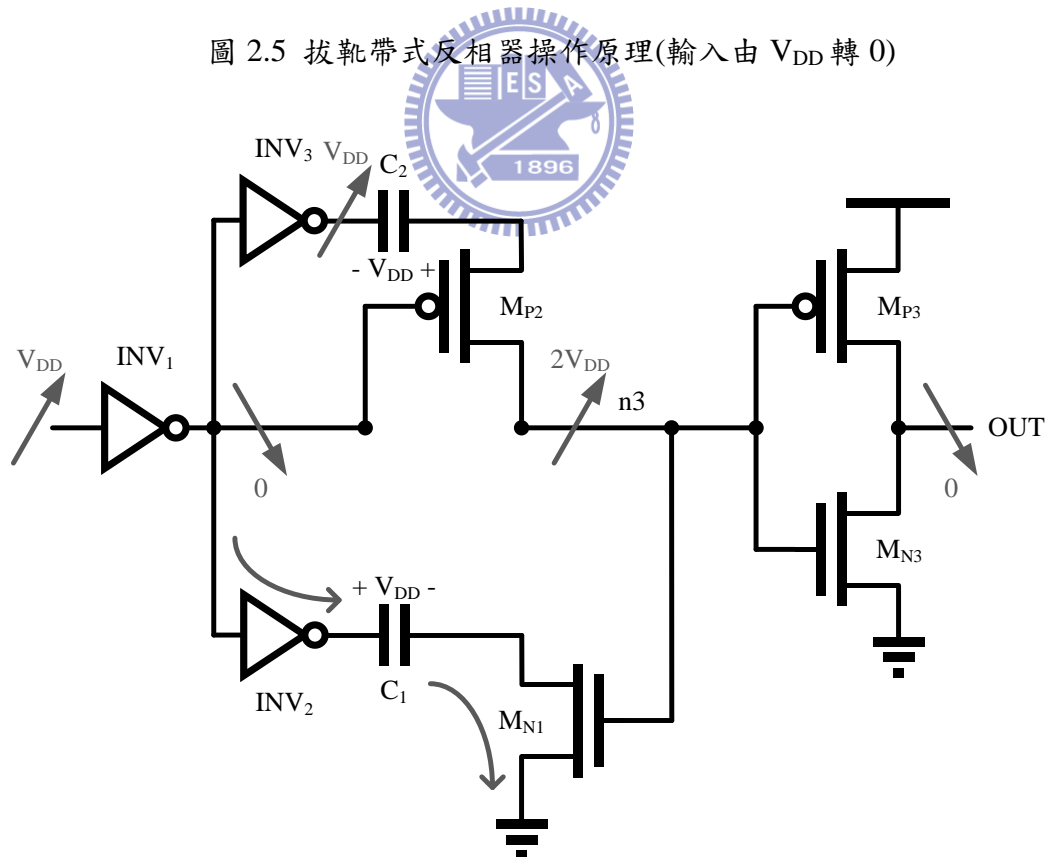 圖 2.5 拔靴帶式反相器操作原理(輸入由 VDD 轉 0)
ES
A
1896
INV3
VDD
C2
- VDD +
MP2
MP3
VDD
INV1
2VDD
n3
OUT
0
0
MN3
+ VDD -
INV2
C1
MN1